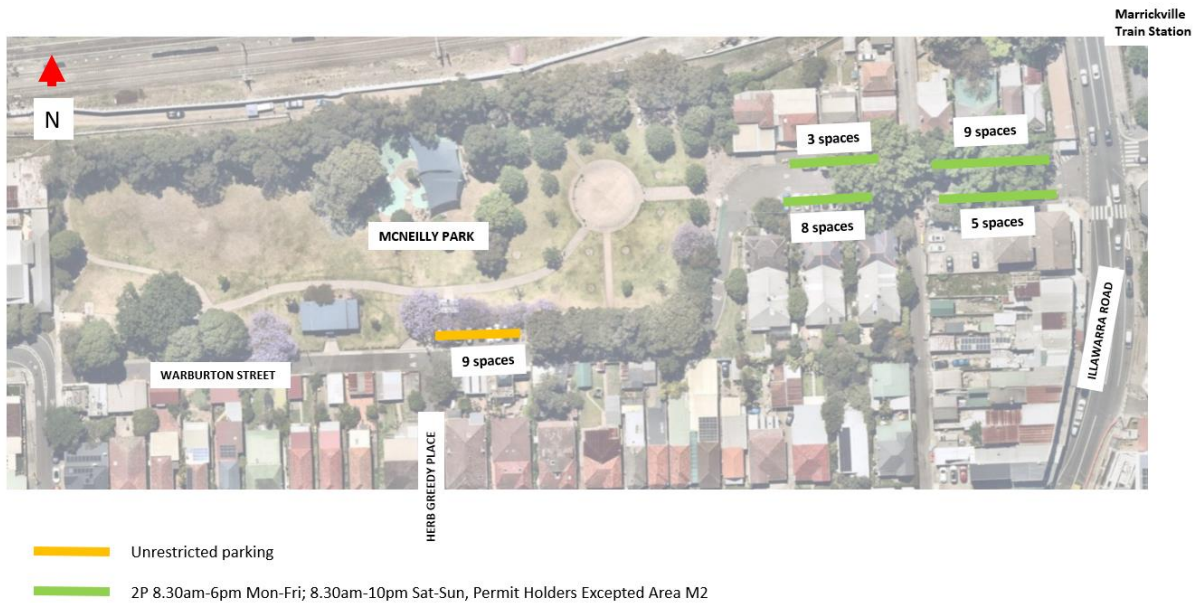 Marrickville
Train Station
N
3 spaces
9 spaces
8 spaces
5 spaces
MCNEILLY PARK
9 spaces
WARBURTON STREET
ILLAWARRA ROAD
HERB GREEDY PLACE
Unrestricted parking
2P 8.30am-6pm Mon-Fri; 8.30am-10pm Sat-Sun, Permit Holders Excepted Area M2